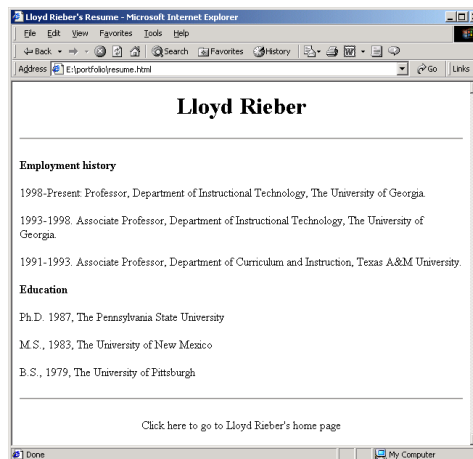 Lloyd Rieber's Resume - Microsoft Internet Explorer
File Edit View Favorites Tools Help
Back Search Favorites History
Address E:\portfolio\resume.html Go Links
Lloyd Rieber
Employment history
1998-Present: Professor, Department of Instructional Technology, The University of Georgia.
1993-1998. Associate Professor, Department of Instructional Technology, The University of
Georgia.
1991-1993. Associate Professor, Department of Curriculum and Instruction, Texas A&M University.
Education
Ph.D. 1987, The Pennsylvania State University
M.S., 1983, The University of New Mexico
B.S., 1979, The University of Pittsburgh
Click here to go to Lloyd Rieber's home page
Done My Computer